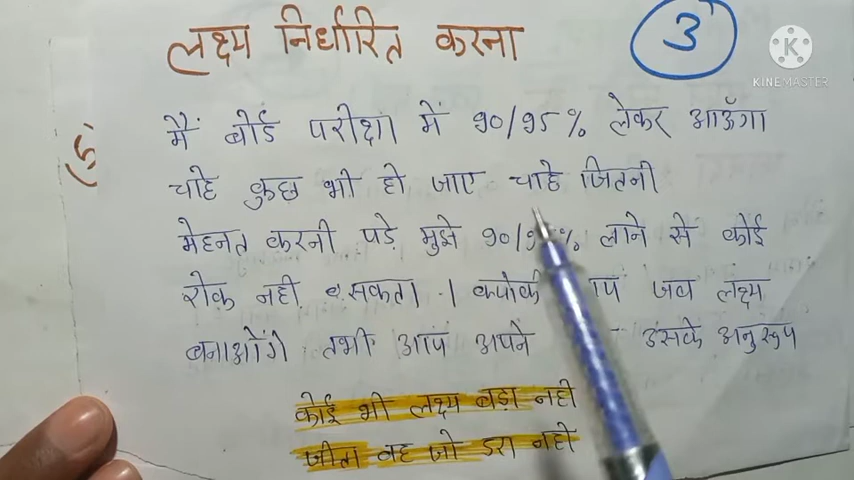 लक्ष्य निर्धारित करना
3
KINEMASTER
मैं बोर्ड परीक्षा में 90/95% लेकर आऊँगा
चाहे कुछ भी हो जाए चाहे जितनी
मेहनत करनी पड़े मुझे 90/95% लाने से कोई
रोक नही सकता । जब लक्ष्य
बनाओंगे तभी आप अपने उसके अनुरूप
कोई भी लक्ष्य बड़ा नही
जीता वह जो डरा नही